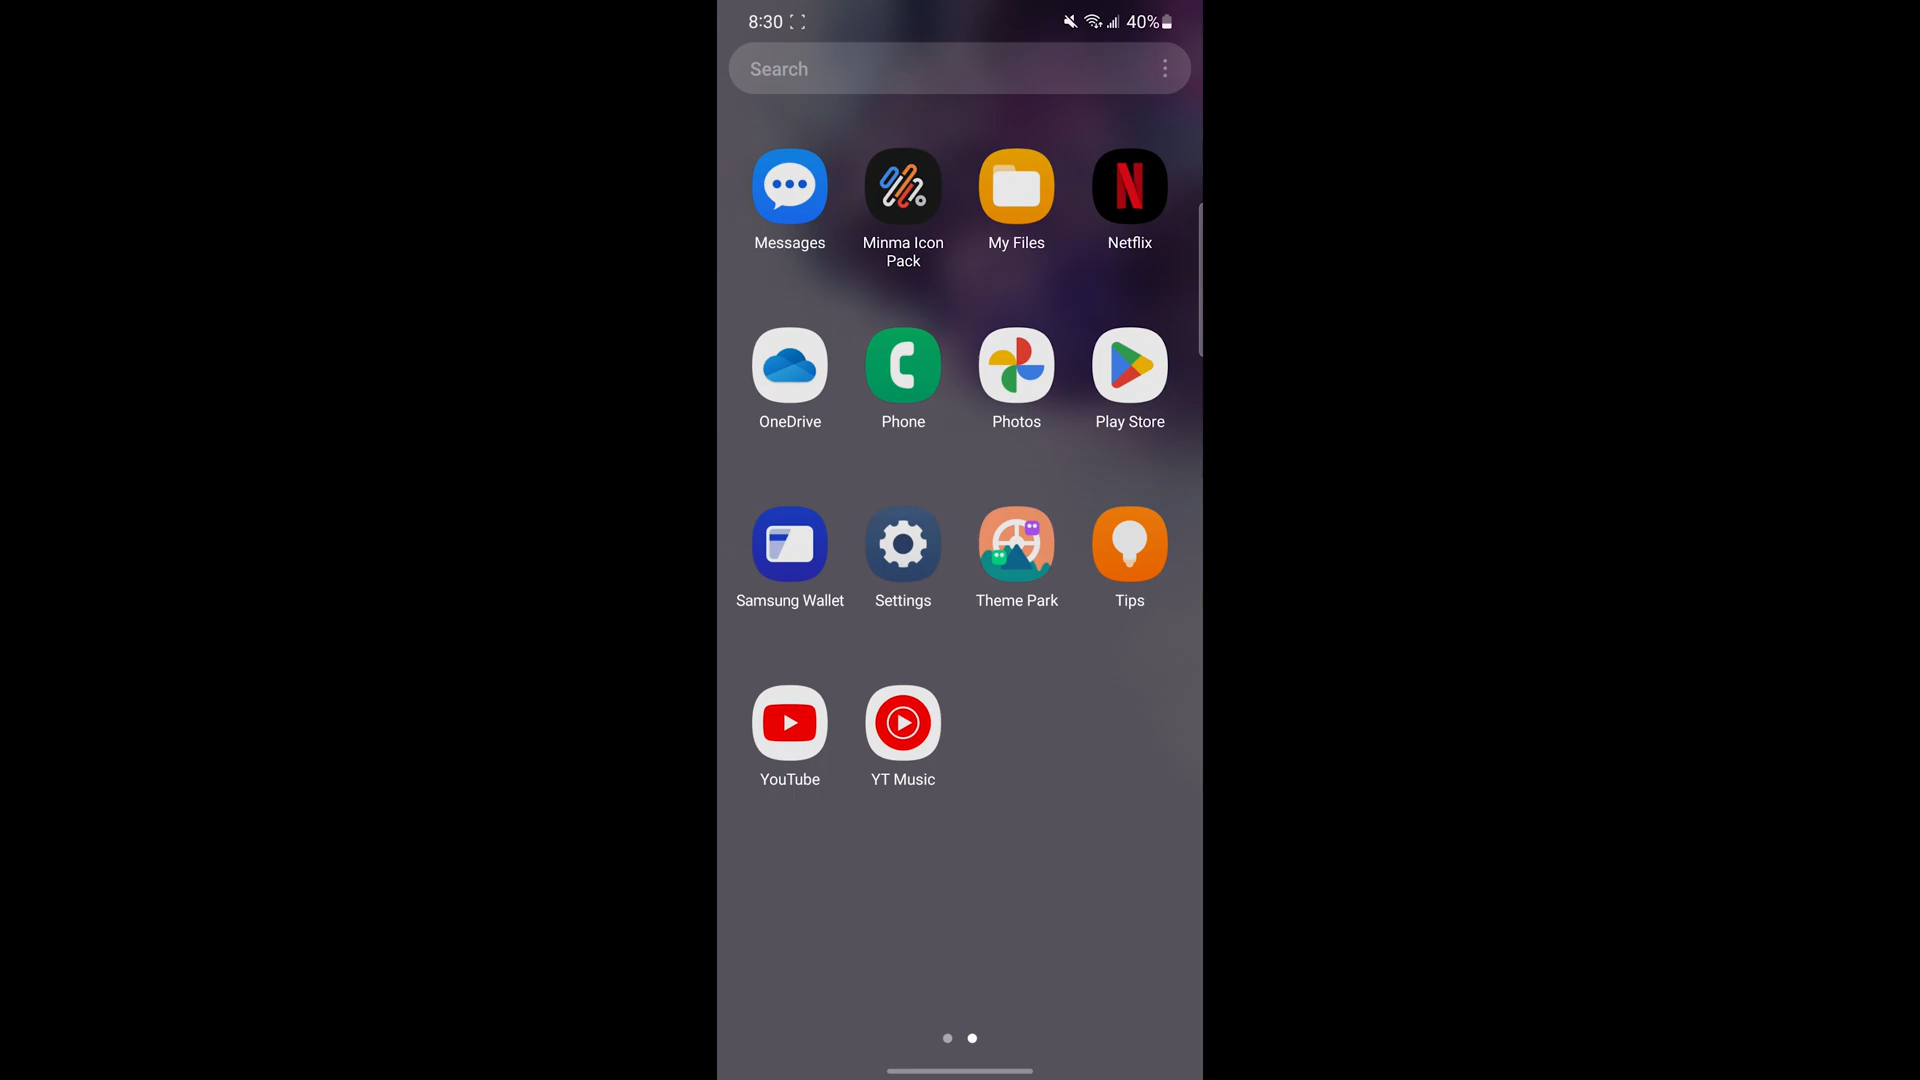 8:30
40%
Search
Messages
Minma Icon
Pack
My Files
N
Netflix
OneDrive
Phone
Photos
Play Store
Samsung Wallet
Settings
Theme Park
Tips
YouTube
YT Music